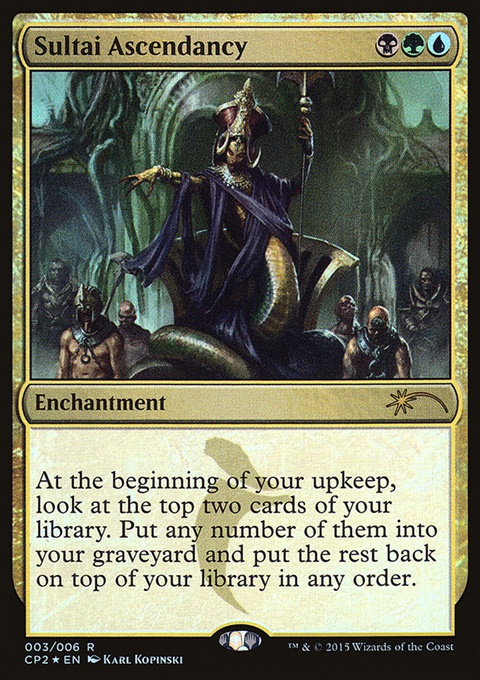 Sultai Ascendancy
Enchantment
At the beginning of your upkeep,
look at the top two cards of your
library. Put any number of them into
your graveyard and put the rest back
on top of your library in any order.
003/006 R
CP2 ★ EN Karl Kopinski
™ & © 2015 Wizards of the Coast